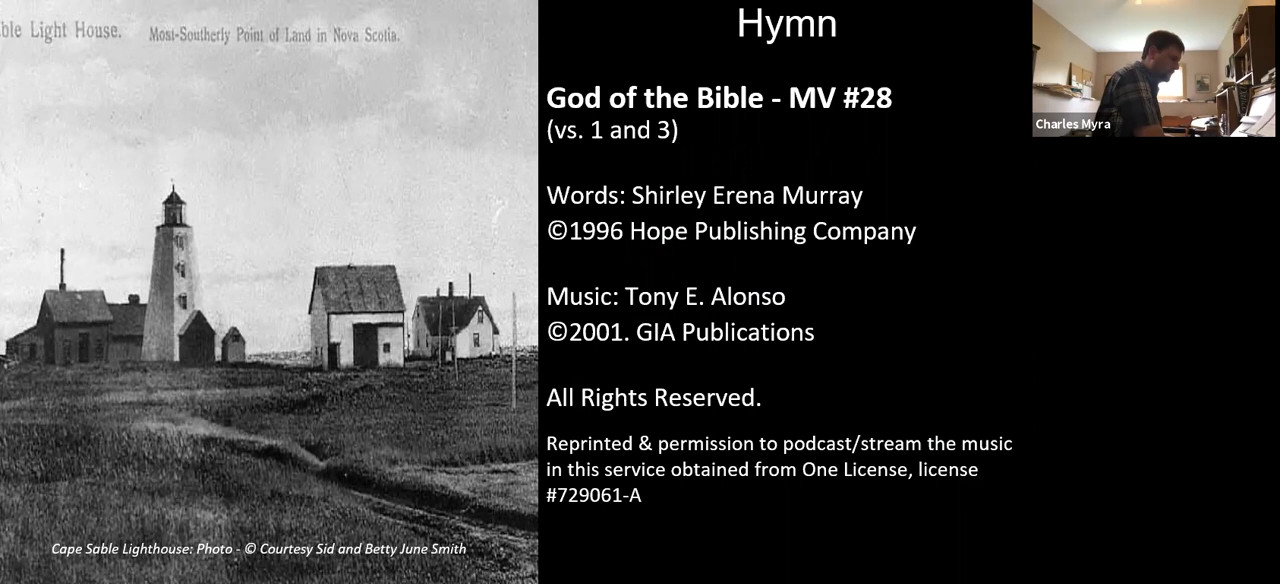 ble Light House. Most-Southerly Point of Land in Nova Scotia.
Cape Sable Lighthouse: Photo - © Courtesy Sid and Betty June Smith
Hymn
God of the Bible - MV #28
(vs. 1 and 3)
Words: Shirley Erena Murray
©1996 Hope Publishing Company
Music: Tony E. Alonso
©2001. GIA Publications
All Rights Reserved.
Reprinted & permission to podcast/stream the music
in this service obtained from One License, license
#729061-A
Charles Myra